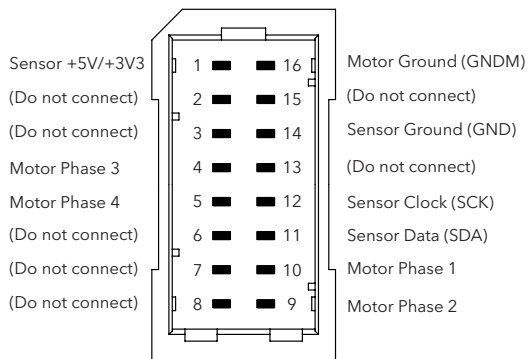 Sensor +5V/+3V3 1 16 Motor Ground (GNDM)
(Do not connect) 2 15 (Do not connect)
(Do not connect) 3 14 Sensor Ground (GND)
Motor Phase 3 4 13 (Do not connect)
Motor Phase 4 5 12 Sensor Clock (SCK)
(Do not connect) 6 11 Sensor Data (SDA)
(Do not connect) 7 10 Motor Phase 1
(Do not connect) 8 9 Motor Phase 2